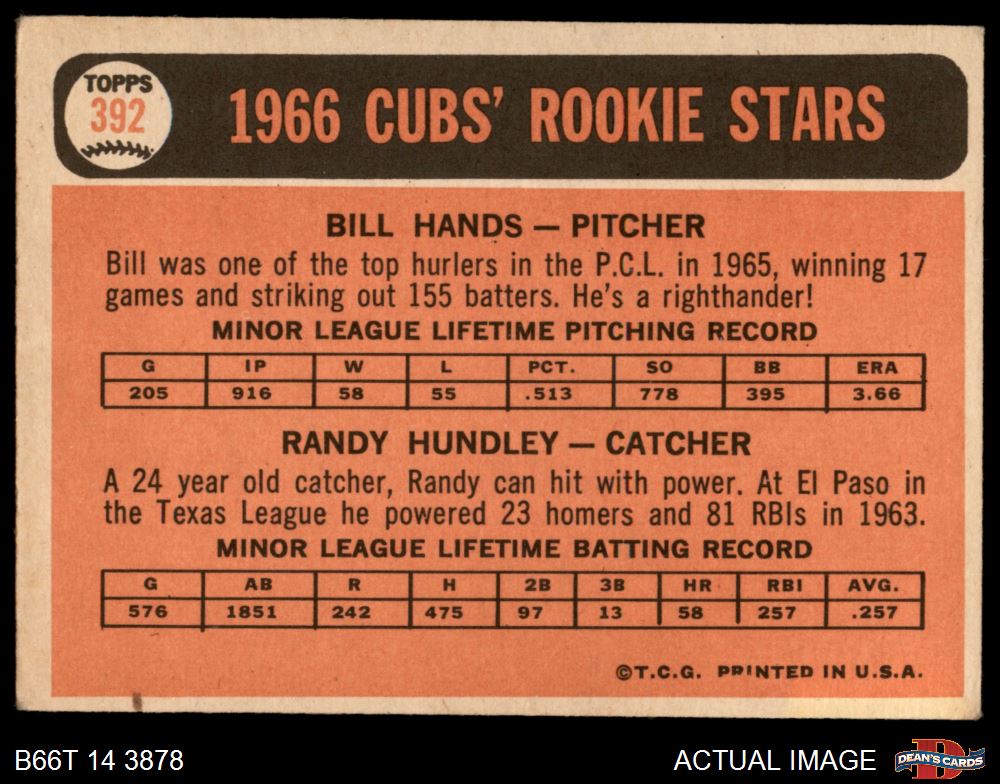 TOPPS
392
1966 CUBS' ROOKIE STARS
BILL HANDS — PITCHER
Bill was one of the top hurlers in the P.C.L. in 1965, winning 17
games and striking out 155 batters. He's a righthander!
MINOR LEAGUE LIFETIME PITCHING RECORD
G IP W L PCT. SO BB ERA
205 916 58 55 .513 778 395 3.66
RANDY HUNDLEY — CATCHER
A 24 year old catcher, Randy can hit with power. At El Paso in
the Texas League he powered 23 homers and 81 RBIs in 1963.
MINOR LEAGUE LIFETIME BATTING RECORD
G AB R H 2B 3B HR RBI AVG.
576 1851 242 475 97 13 58 257 .257
©T.C.G. PRINTED IN U.S.A.
B66T 14 3878
ACTUAL IMAGE
D
DEAN'S CARDS